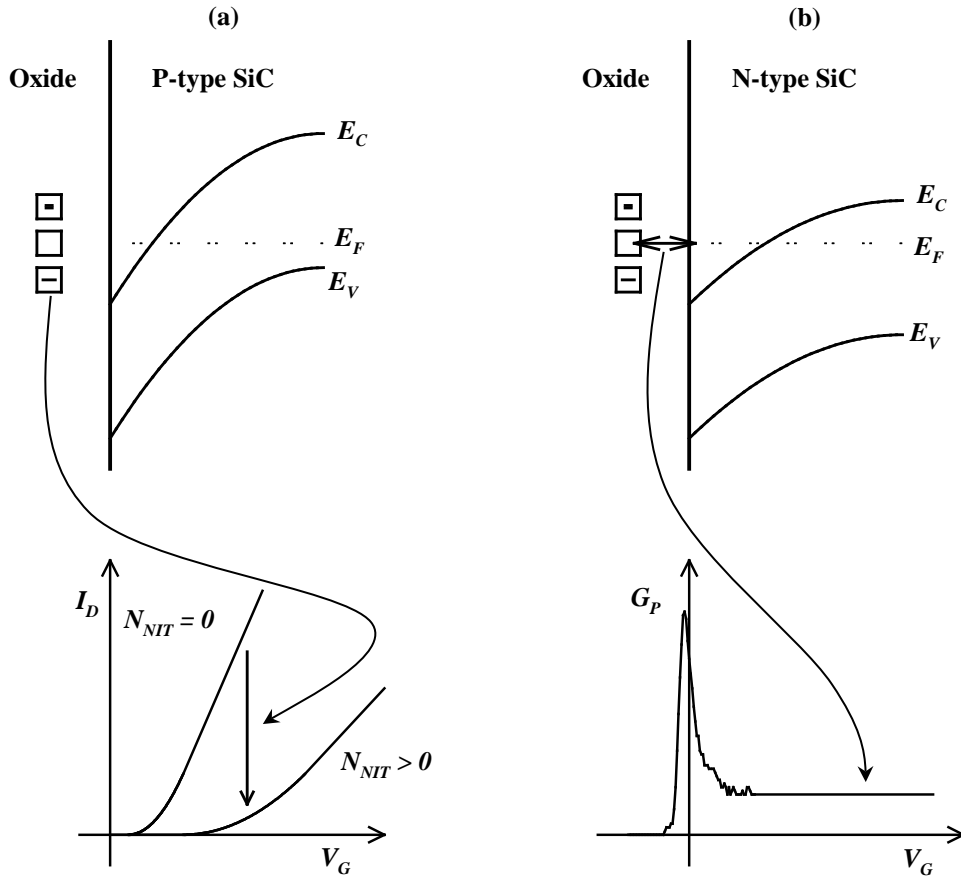 (a)
Oxide
P-type SiC
E_C
E_F
E_V
I_D
N_NIT = 0
N_NIT > 0
V_G
(b)
Oxide
N-type SiC
E_C
E_F
E_V
G_P
V_G